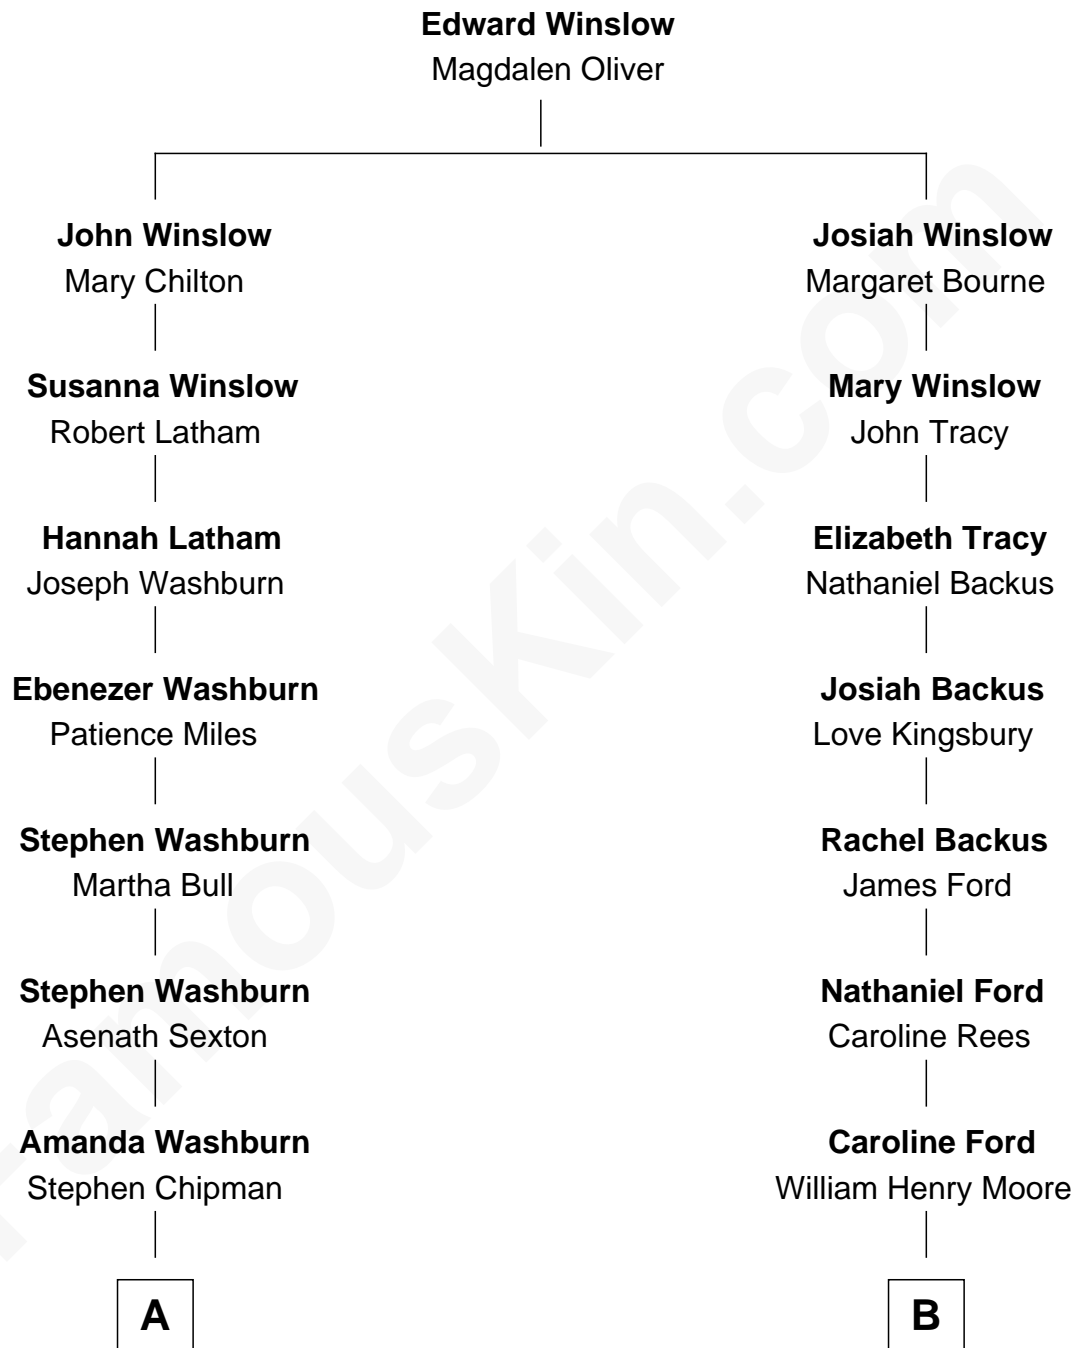 Edward Winslow
Magdalen Oliver
John Winslow
Mary Chilton
Josiah Winslow
Margaret Bourne
Susanna Winslow
Robert Latham
Mary Winslow
John Tracy
Hannah Latham
Joseph Washburn
Elizabeth Tracy
Nathaniel Backus
Ebenezer Washburn
Patience Miles
Josiah Backus
Love Kingsbury
Stephen Washburn
Martha Bull
Rachel Backus
James Ford
Stephen Washburn
Asenath Sexton
Nathaniel Ford
Caroline Rees
Amanda Washburn
Stephen Chipman
Caroline Ford
William Henry Moore
A
B
FamousKin.com